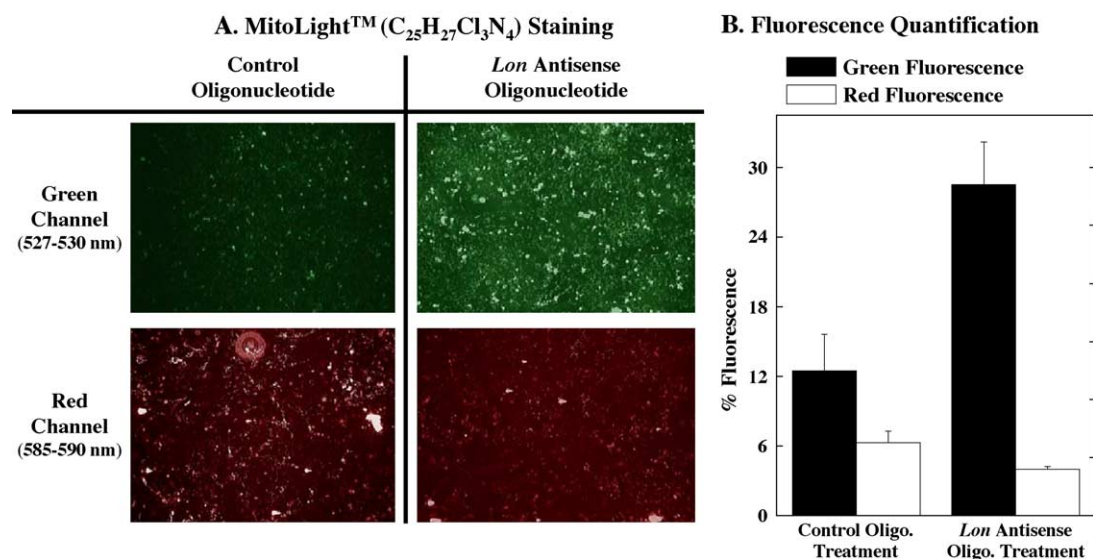 A. MitoLight™ (C₂₅H₂₇Cl₃N₄) Staining
Control
Oligonucleotide
Lon Antisense
Oligonucleotide
Green
Channel
(527-530 nm)
Red
Channel
(585-590 nm)
B. Fluorescence Quantification
Green Fluorescence
Red Fluorescence
% Fluorescence
30
24
18
12
6
0
Control Oligo.
Treatment
Lon Antisense
Oligo. Treatment